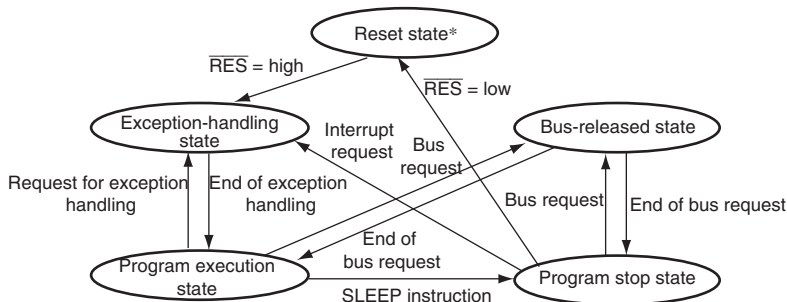 Reset state*
R̅E̅S̅ = high
R̅E̅S̅ = low
Exception-handling
state
Interrupt
request
Bus
request
Bus-released state
Request for exception
handling
End of exception
handling
Bus request
End of bus request
End of
bus request
Program execution
state
SLEEP instruction
Program stop state